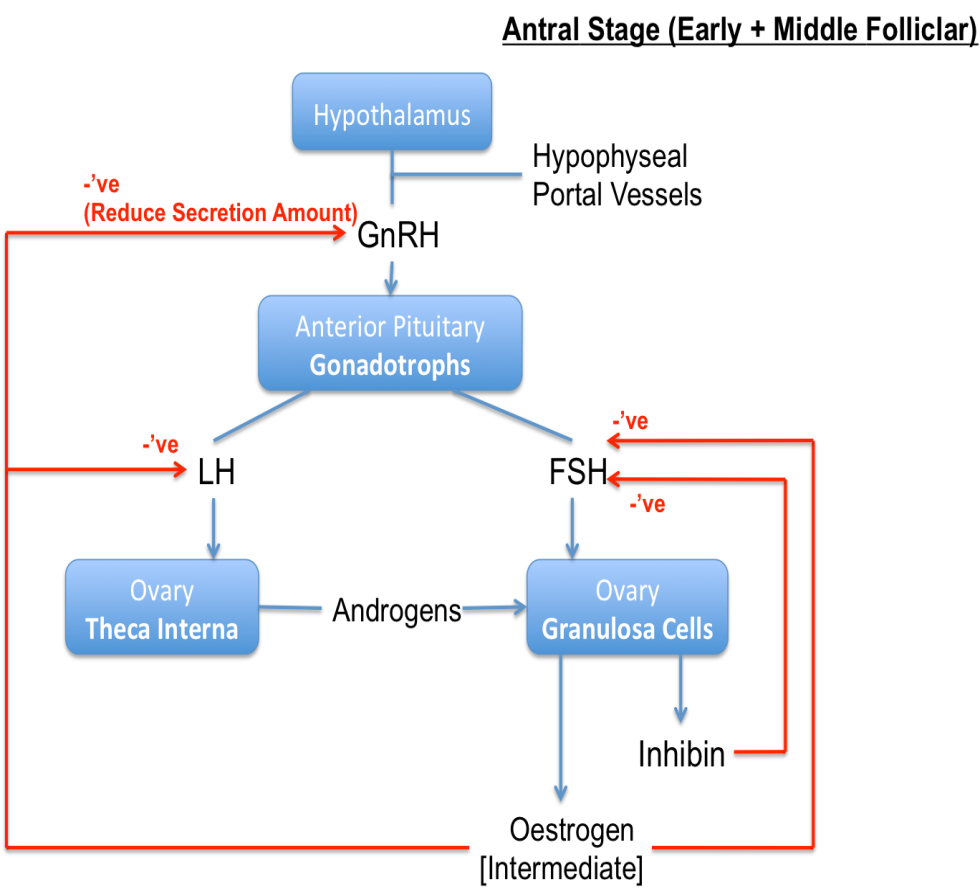 Antral Stage (Early + Middle Folliclar)
Hypothalamus
Hypophyseal
Portal Vessels
-’ve
(Reduce Secretion Amount)
GnRH
Anterior Pituitary
Gonadotrophs
-’ve
-’ve
LH
FSH
-’ve
Ovary
Theca Interna
Androgens
Ovary
Granulosa Cells
Inhibin
Oestrogen
[Intermediate]